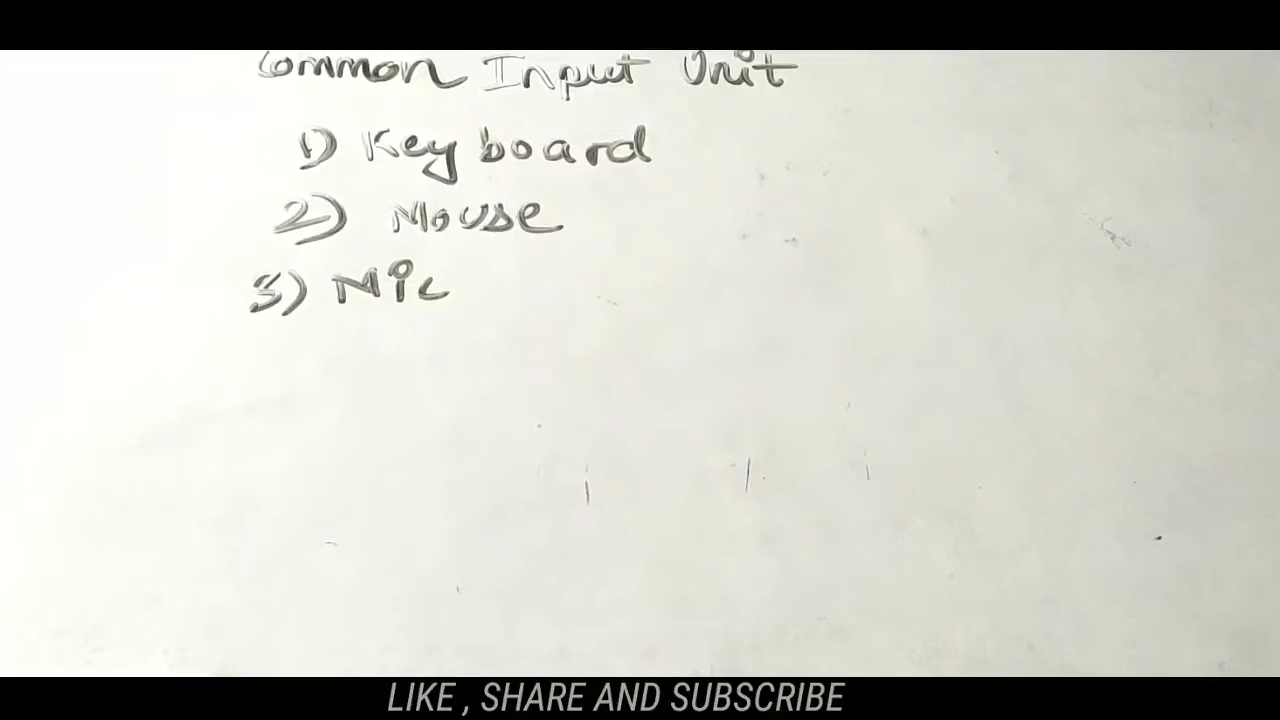 Common Input Unit
1) Keyboard
2) Mouse
3) Mic
LIKE , SHARE AND SUBSCRIBE